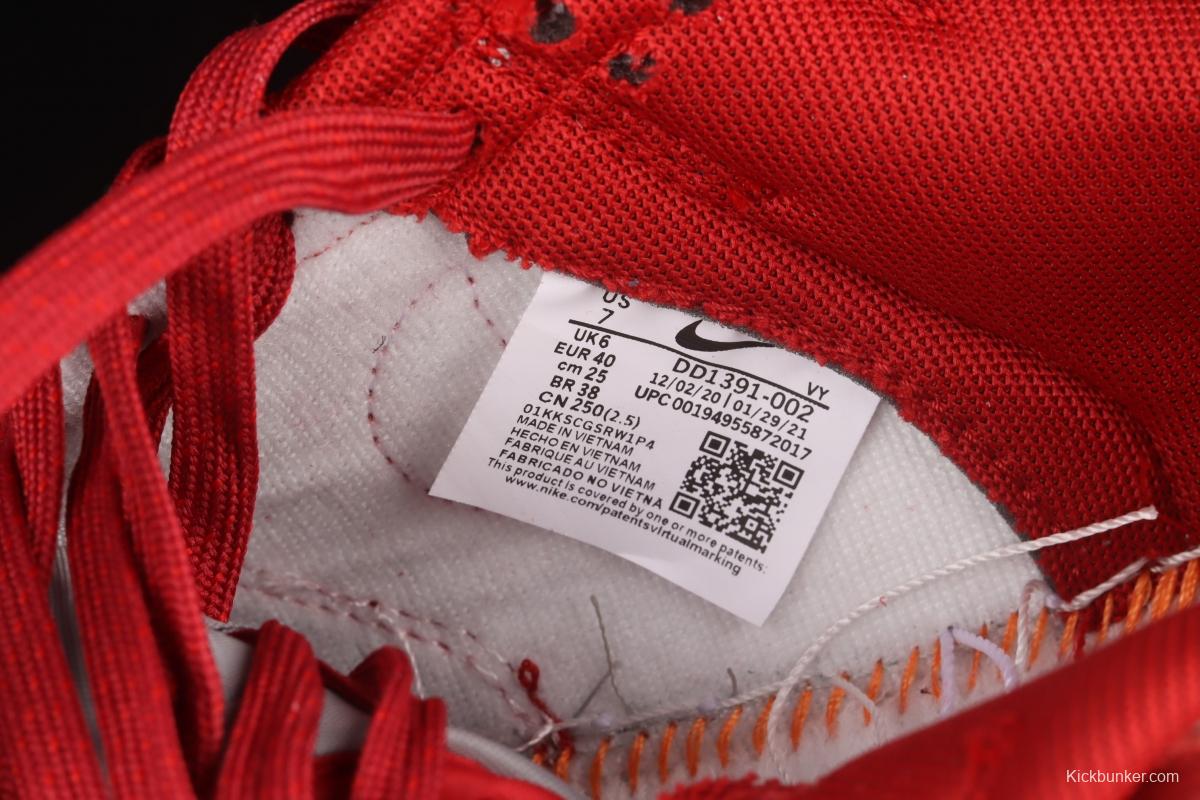 US
7
UK 6
EUR 40
cm 25
BR 38
CN 250(2.5)
DD1391-002 VY
12/02/20 | 01/29/21
UPC 00194955872017
01KKSCGSRW1P4
MADE IN VIETNAM
HECHO EN VIETNAM
FABRIQUE AU VIETNAM
FABRICADO NO VIETNA
This product is covered by one or more patents:
www.nike.com/patentsvirtualmarking
Kickbunker.com